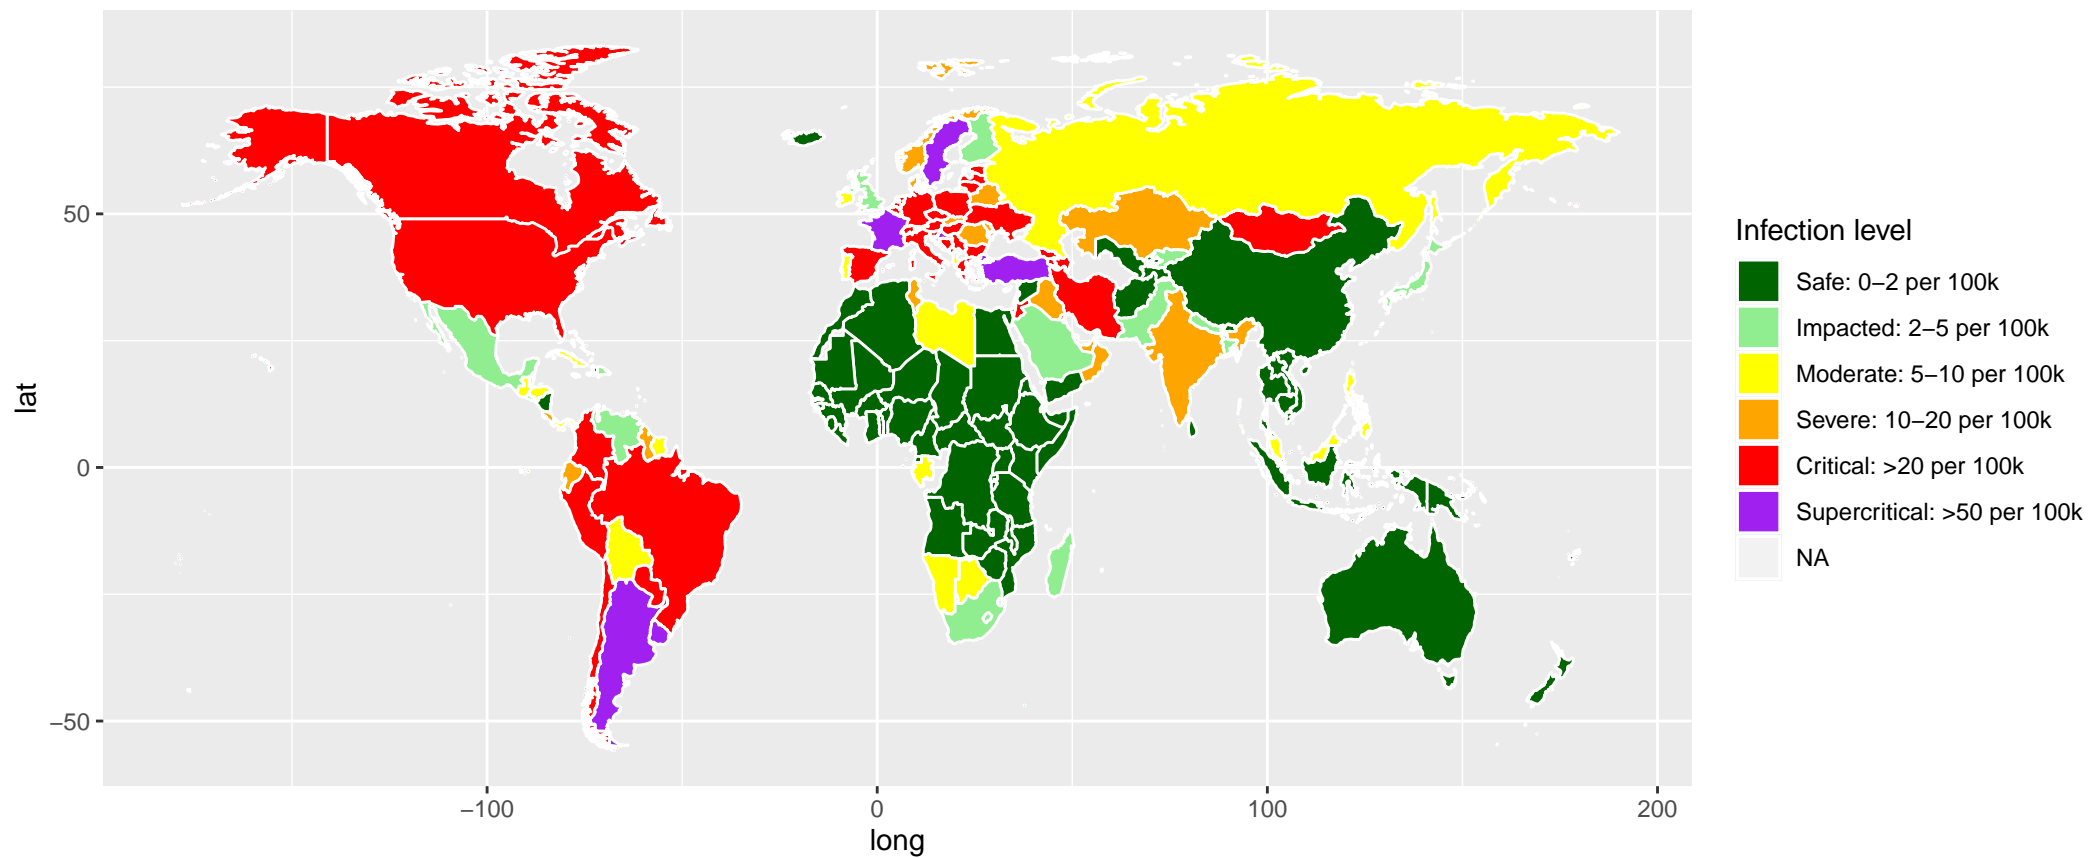 Infection level
Safe: 0−2 per 100k
Impacted: 2−5 per 100k
Moderate: 5−10 per 100k
Severe: 10−20 per 100k
Critical: >20 per 100k
Supercritical: >50 per 100k
NA
lat
50
0
−50
−100
0
100
200
long